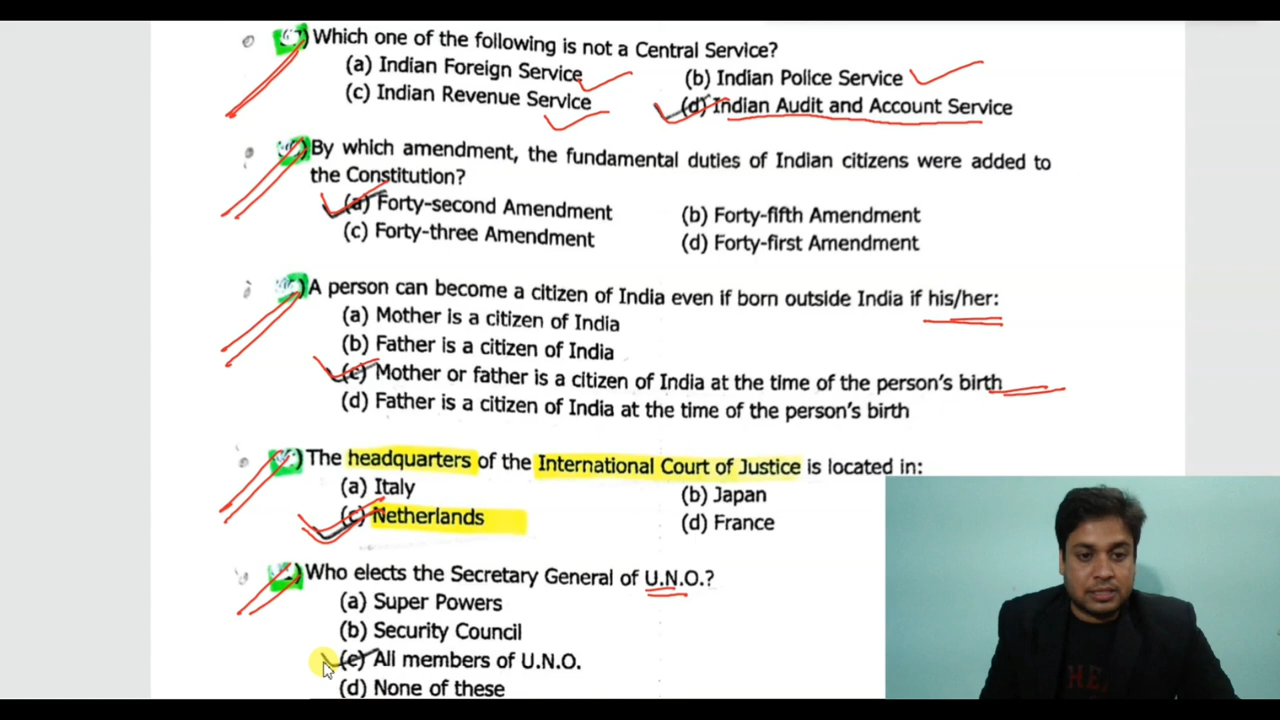 Which one of the following is not a Central Service?
(a) Indian Foreign Service
(b) Indian Police Service
(c) Indian Revenue Service
(d) Indian Audit and Account Service
By which amendment, the fundamental duties of Indian citizens were added to
the Constitution?
(a) Forty-second Amendment
(b) Forty-fifth Amendment
(c) Forty-three Amendment
(d) Forty-first Amendment
A person can become a citizen of India even if born outside India if his/her:
(a) Mother is a citizen of India
(b) Father is a citizen of India
(c) Mother or father is a citizen of India at the time of the person's birth
(d) Father is a citizen of India at the time of the person's birth
The headquarters of the International Court of Justice is located in:
(a) Italy
(b) Japan
(c) Netherlands
(d) France
Who elects the Secretary General of U.N.O.?
(a) Super Powers
(b) Security Council
(c) All members of U.N.O.
(d) None of these